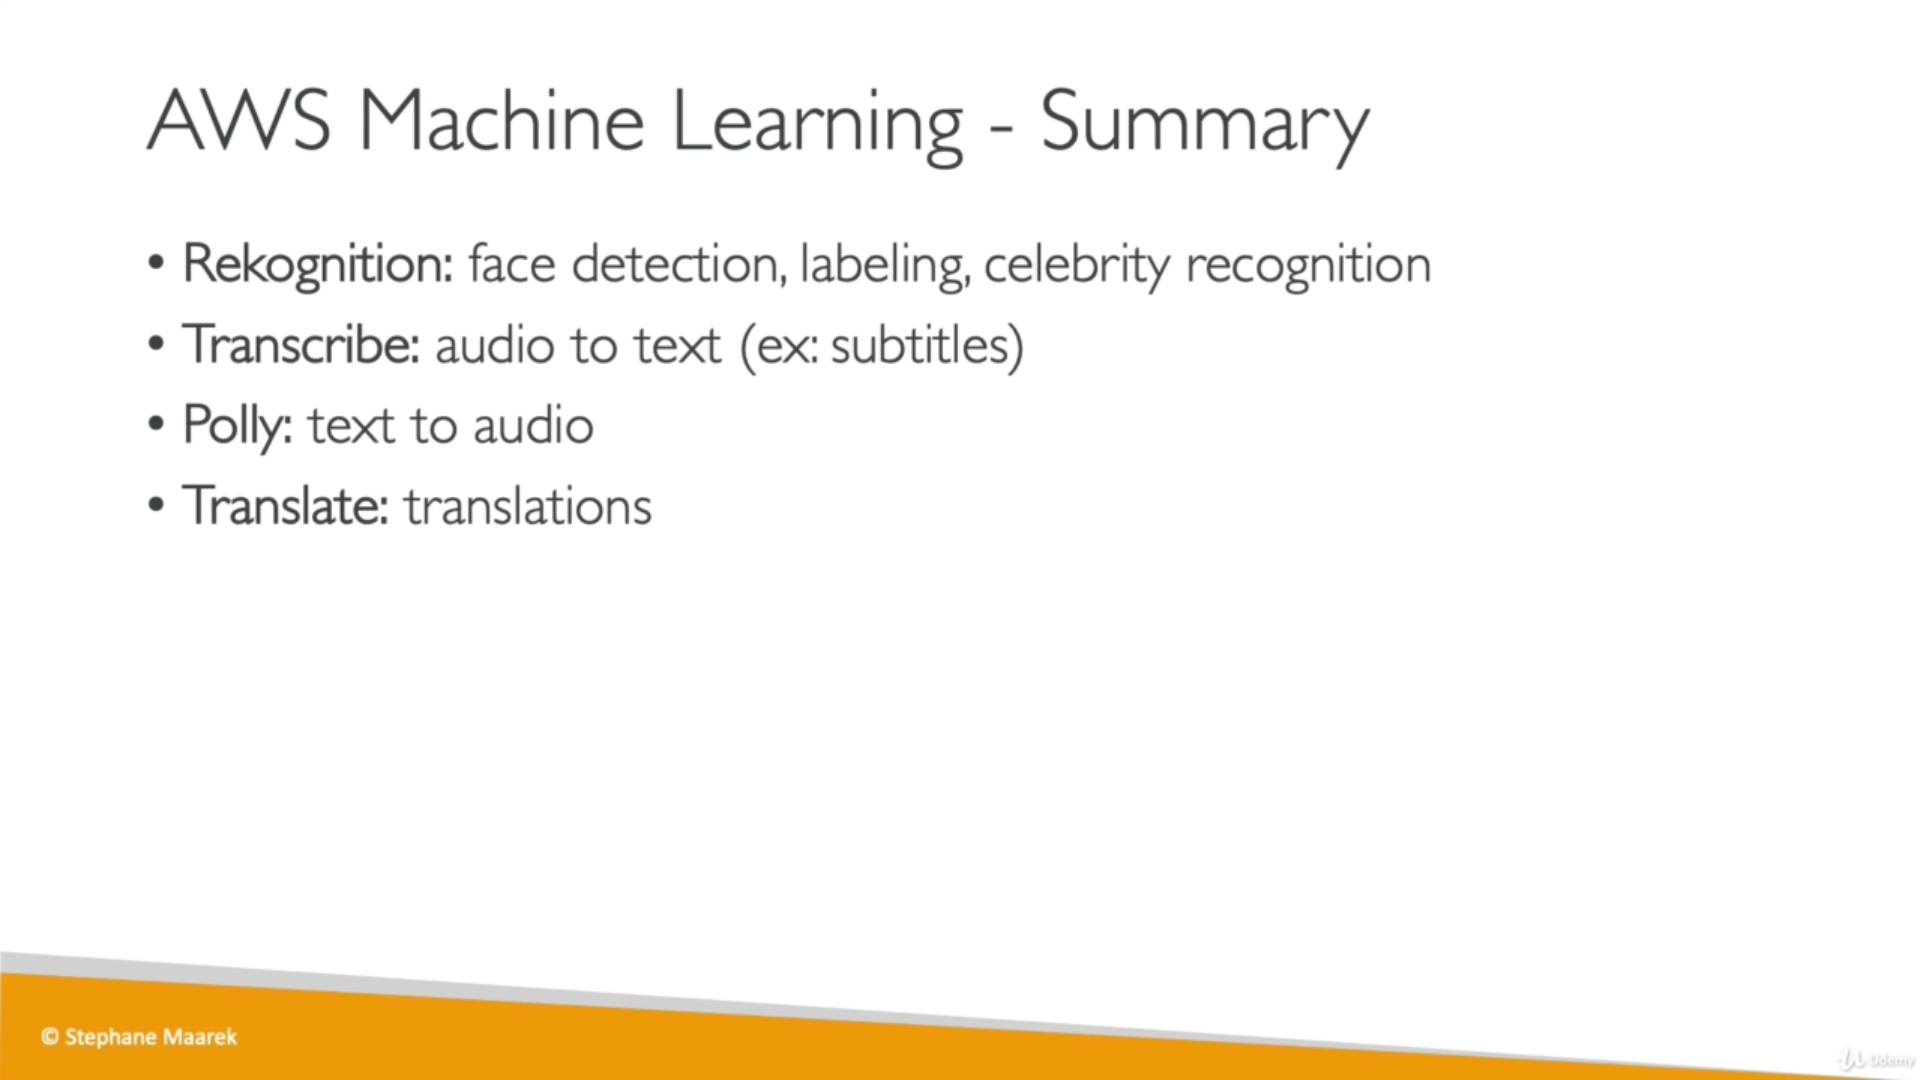 AWS Machine Learning - Summary
• Rekognition: face detection, labeling, celebrity recognition
• Transcribe: audio to text (ex: subtitles)
• Polly: text to audio
• Translate: translations
© Stephane Maarek
Udemy